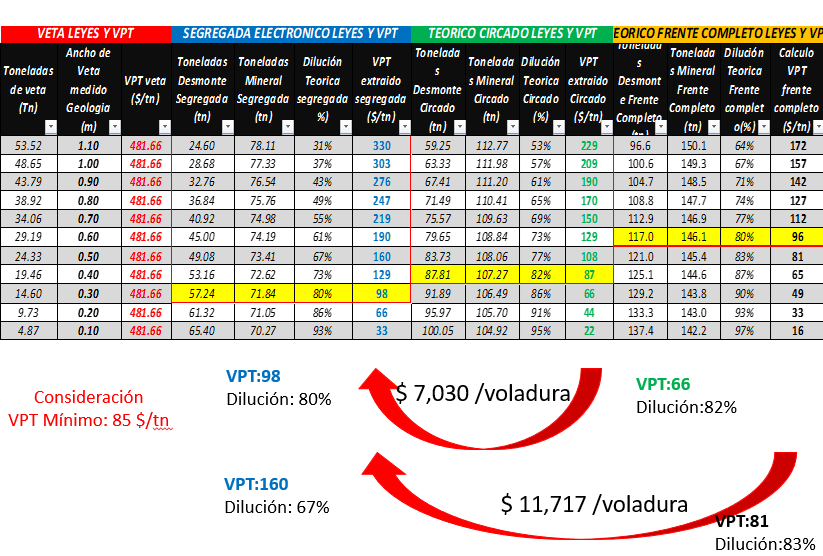 VETA LEYES Y VPT SEGREGADA ELECTRONICO LEYES Y VPT TEORICO CIRCADO LEYES Y VPT EORICO FRENTE COMPLETO LEYES Y VP
Toneladas de veta (Tn) Ancho de Veta medido Geologia (m) VPT veta ($/tn) Toneladas Desmonte Segregada (tn) Toneladas Mineral Segregada (tn) Dilución Teorica segregada %) VPT extraido segregada ($/tn) Tonelada s Desmonte Circado (tn) Tonelada s Mineral Circado (tn) Dilución Teorica Circado (%) VPT extraido Circado ($/tn) Tonelada s Desmont e Frente Completo (tn) Tonelada s Mineral Frente Completo (tn) Dilución Teorica Frente complet o(%) Calculo VPT frente completo ($/tn)
53.52 1.10 481.66 24.60 78.11 31% 330 59.25 112.77 53% 229 96.6 150.1 64% 172
48.65 1.00 481.66 28.68 77.33 37% 303 63.33 111.98 57% 209 100.6 149.3 67% 157
43.79 0.90 481.66 32.76 76.54 43% 276 67.41 111.20 61% 190 104.7 148.5 71% 142
38.92 0.80 481.66 36.84 75.76 49% 247 71.49 110.41 65% 170 108.8 147.7 74% 127
34.06 0.70 481.66 40.92 74.98 55% 219 75.57 109.63 69% 150 112.9 146.9 77% 112
29.19 0.60 481.66 45.00 74.19 61% 190 79.65 108.84 73% 129 117.0 146.1 80% 96
24.33 0.50 481.66 49.08 73.41 67% 160 83.73 108.06 77% 108 121.0 145.4 83% 81
19.46 0.40 481.66 53.16 72.62 73% 129 87.81 107.27 82% 87 125.1 144.6 87% 65
14.60 0.30 481.66 57.24 71.84 80% 98 91.89 106.49 86% 66 129.2 143.8 90% 49
9.73 0.20 481.66 61.32 71.05 86% 66 95.97 105.70 91% 44 133.3 143.0 93% 33
4.87 0.10 481.66 65.40 70.27 93% 33 100.05 104.92 95% 22 137.4 142.2 97% 16
Consideración
VPT Mínimo: 85 $/tn
VPT:98
Dilución: 80%
$ 7,030 /voladura
VPT:66
Dilución:82%
VPT:160
Dilución: 67%
$ 11,717 /voladura
VPT:81
Dilución:83%